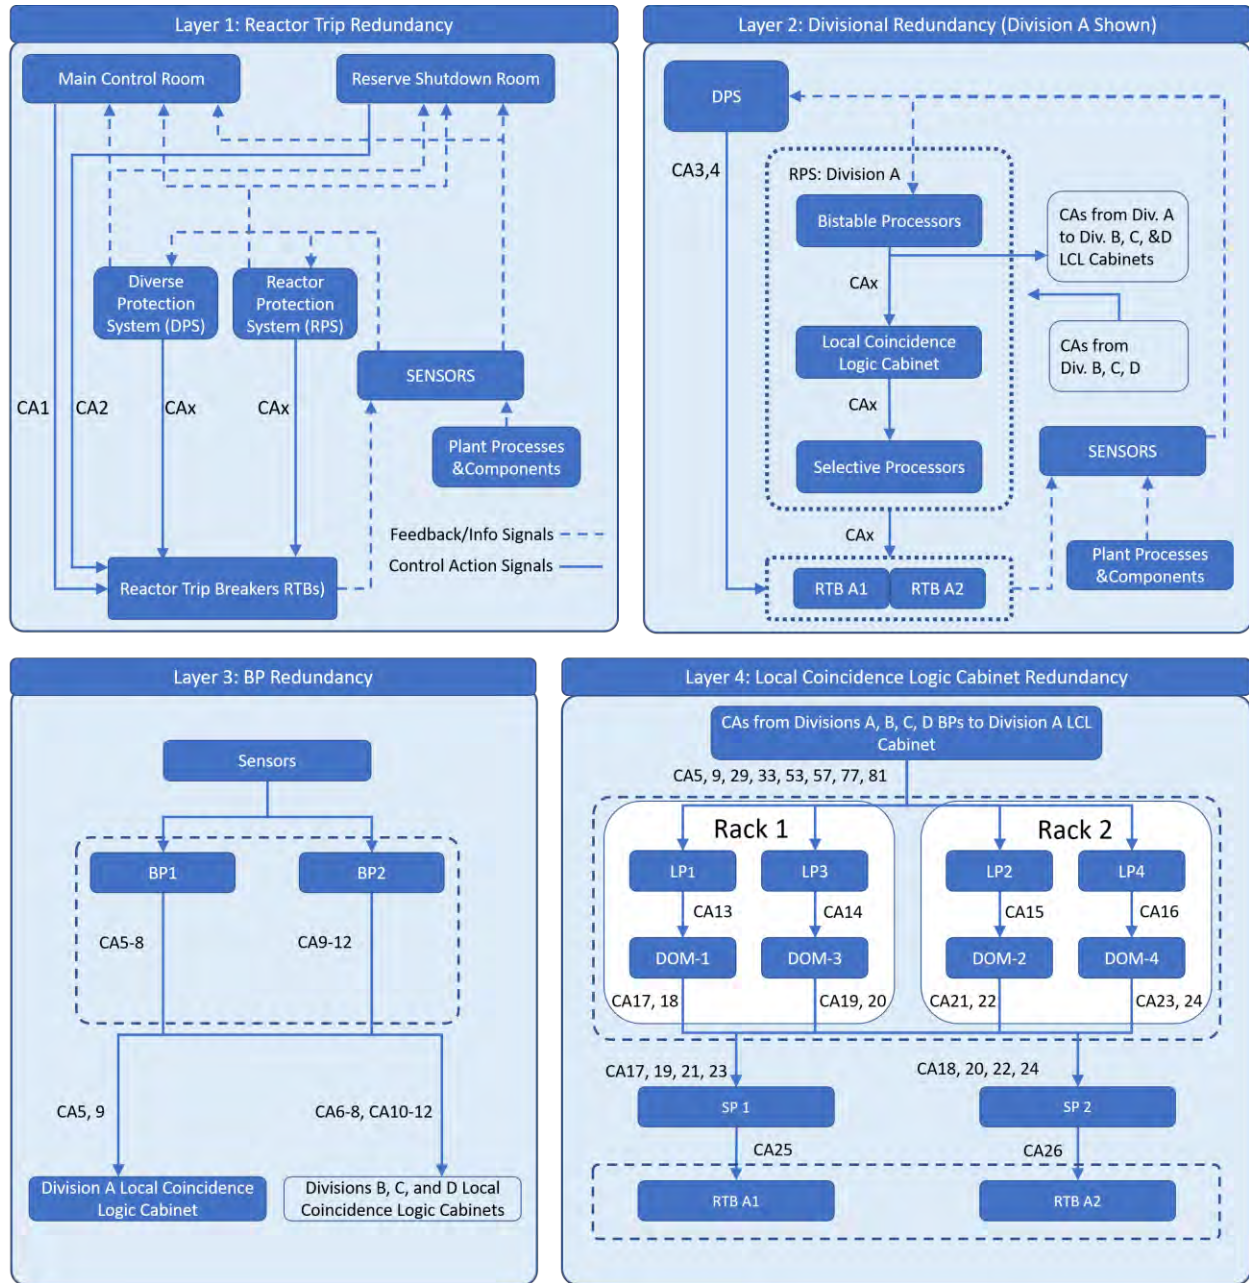 Layer 1: Reactor Trip Redundancy
Main Control Room
Reserve Shutdown Room
Diverse
Protection
System (DPS)
Reactor
Protection
System (RPS)
SENSORS
CA1
CA2
CAx
CAx
Plant Processes
&Components
Feedback/Info Signals
Control Action Signals
Reactor Trip Breakers RTBs)
Layer 2: Divisional Redundancy (Division A Shown)
DPS
CA3,4
RPS: Division A
Bistable Processors
CAs from Div. A
to Div. B, C, &D
LCL Cabinets
CAx
Local Coincidence
Logic Cabinet
CAs from
Div. B, C, D
CAx
Selective Processors
SENSORS
CAx
Plant Processes
&Components
RTB A1
RTB A2
Layer 3: BP Redundancy
Sensors
BP1
BP2
CA5-8
CA9-12
CA5, 9
CA6-8, CA10-12
Division A Local Coincidence
Logic Cabinet
Divisions B, C, and D Local
Coincidence Logic Cabinets
Layer 4: Local Coincidence Logic Cabinet Redundancy
CAs from Divisions A, B, C, D BPs to Division A LCL
Cabinet
CA5, 9, 29, 33, 53, 57, 77, 81
Rack 1
Rack 2
LP1
LP3
LP2
LP4
CA13
CA14
CA15
CA16
DOM-1
DOM-3
DOM-2
DOM-4
CA17, 18
CA19, 20
CA21, 22
CA23, 24
CA17, 19, 21, 23
CA18, 20, 22, 24
SP 1
SP 2
CA25
CA26
RTB A1
RTB A2